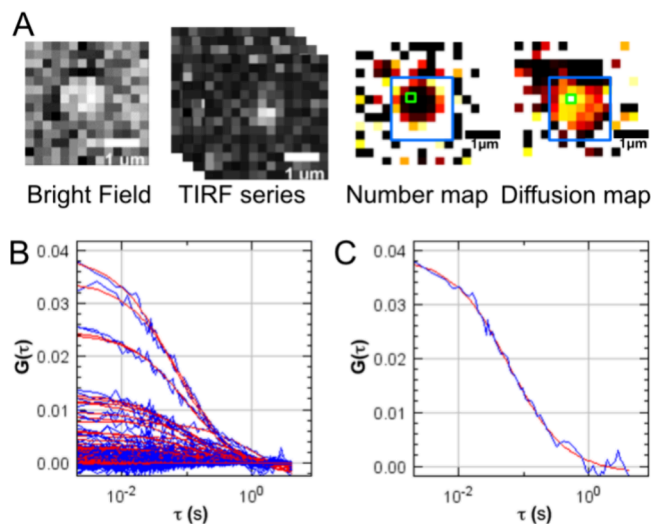 A
1 µm
1 µm
1µm
1µm
Bright Field
TIRF series
Number map
Diffusion map
B
C
0.04
0.03
0.02
0.01
0.00
G(τ)
10⁻²
10⁰
τ (s)
0.04
0.03
0.02
0.01
0.00
G(τ)
10⁻²
10⁰
τ (s)